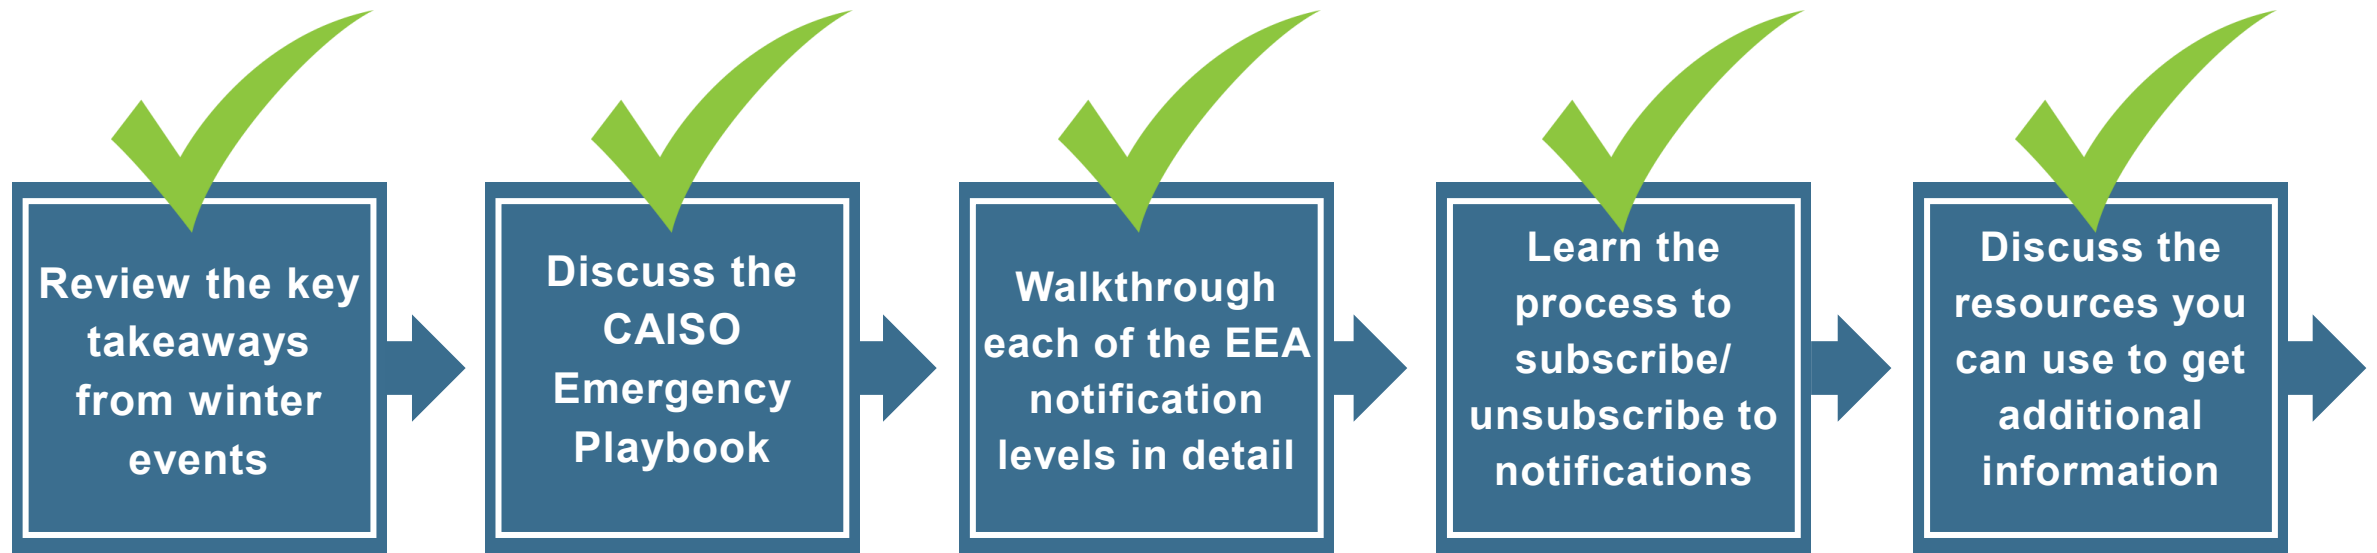 Review the key
takeaways
from winter
events
Discuss the
CAISO
Emergency
Playbook
Walkthrough
each of the EEA
notification
levels in detail
Learn the
process to
subscribe/
unsubscribe to
notifications
Discuss the
resources you
can use to get
additional
information